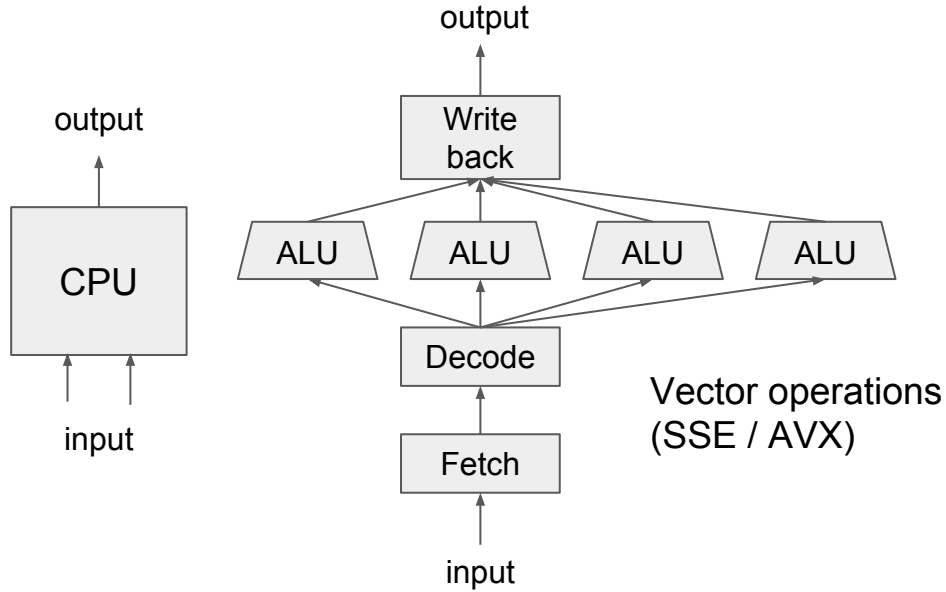 output
CPU
input
output
Write
back
ALU
ALU
ALU
ALU
Decode
Fetch
input
Vector operations
(SSE / AVX)